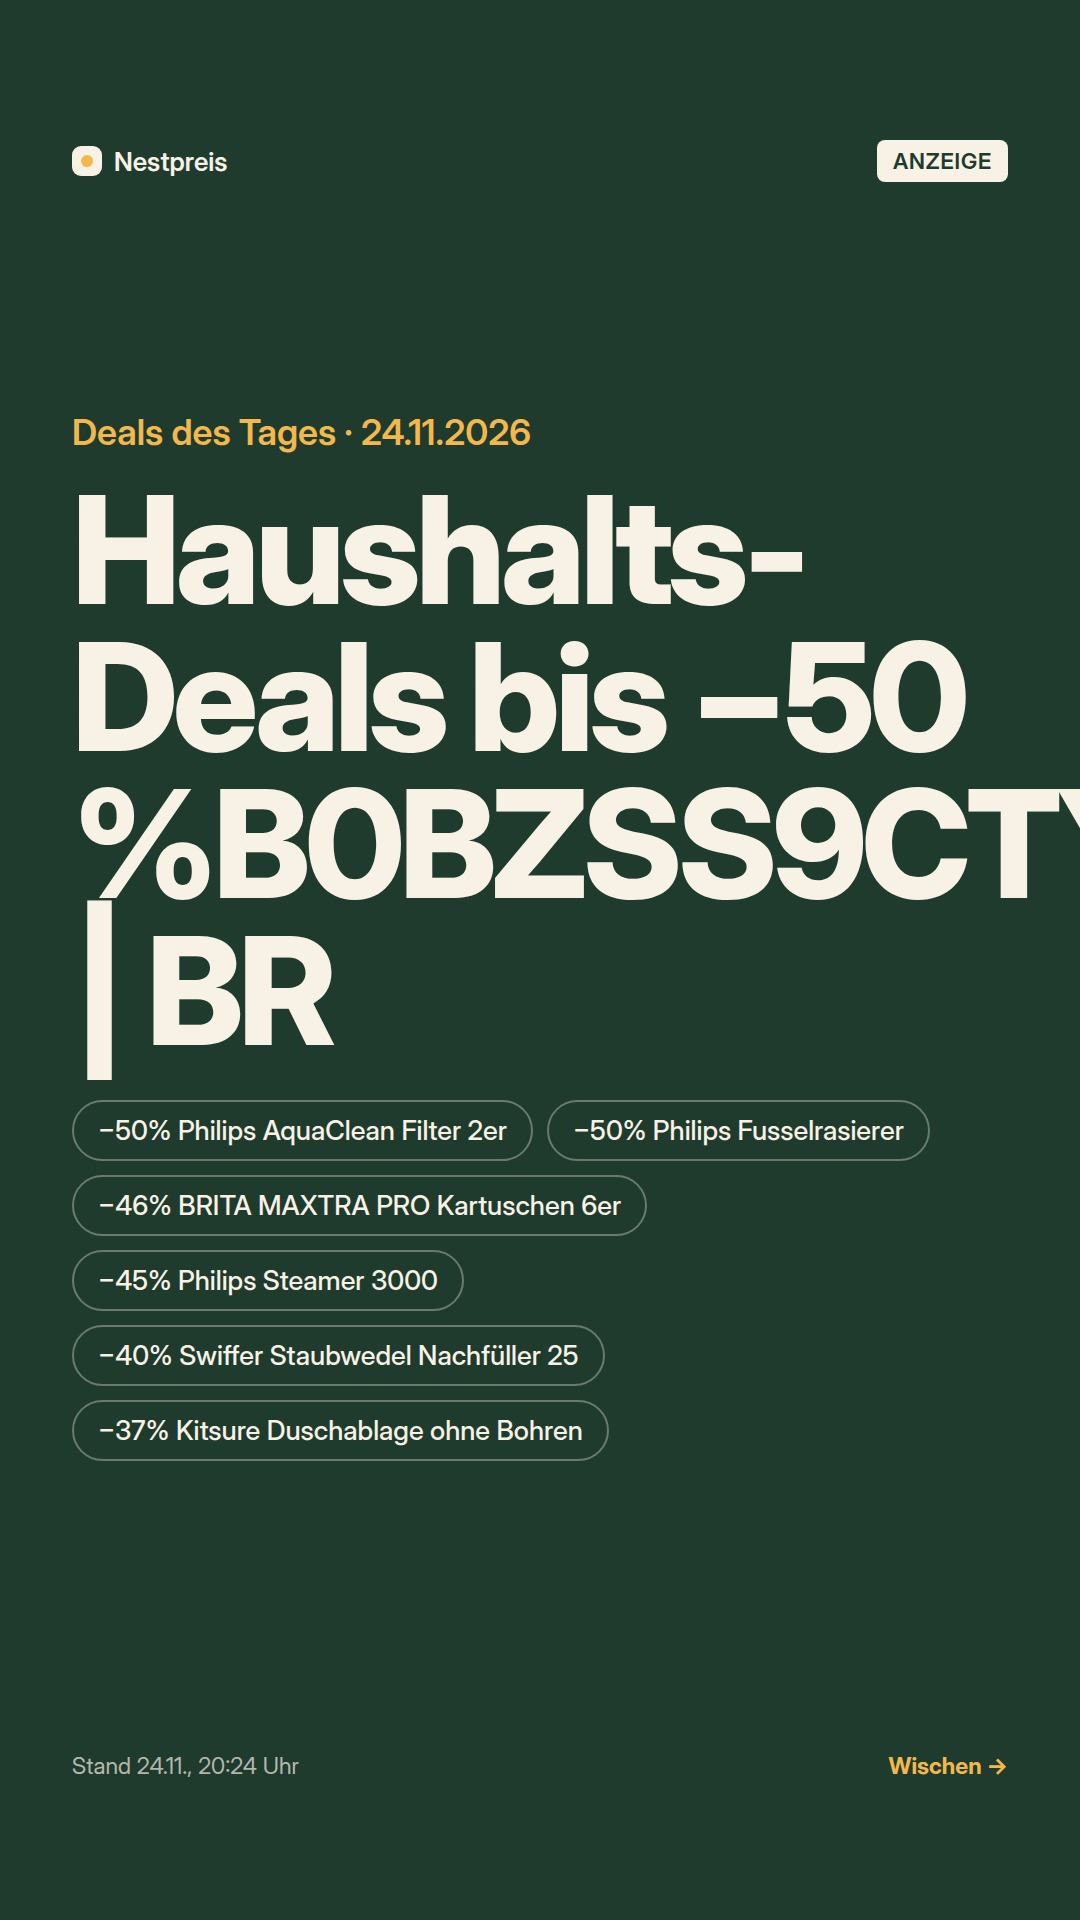 Nestpreis
ANZEIGE
Deals des Tages · 24.11.2026
Haushalts-
Deals bis –50
%B0BZSS9CT
| BR
−50% Philips AquaClean Filter 2er
−50% Philips Fusselrasierer
−46% BRITA MAXTRA PRO Kartuschen 6er
−45% Philips Steamer 3000
−40% Swiffer Staubwedel Nachfüller 25
−37% Kitsure Duschablage ohne Bohren
Stand 24.11., 20:24 Uhr
Wischen →